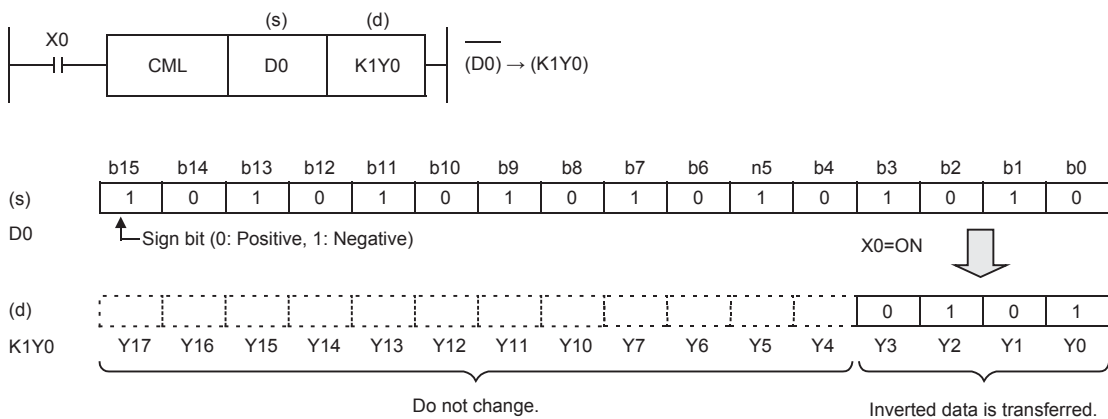 (s) (d)
X0
CML D0 K1Y0 (D0) → (K1Y0)
b15 b14 b13 b12 b11 b10 b9 b8 b7 b6 n5 b4 b3 b2 b1 b0
(s) 1 0 1 0 1 0 1 0 1 0 1 0 1 0 1 0
D0
Sign bit (0: Positive, 1: Negative)
X0=ON
(d) 0 1 0 1
K1Y0 Y17 Y16 Y15 Y14 Y13 Y12 Y11 Y10 Y7 Y6 Y5 Y4 Y3 Y2 Y1 Y0
Do not change. Inverted data is transferred.